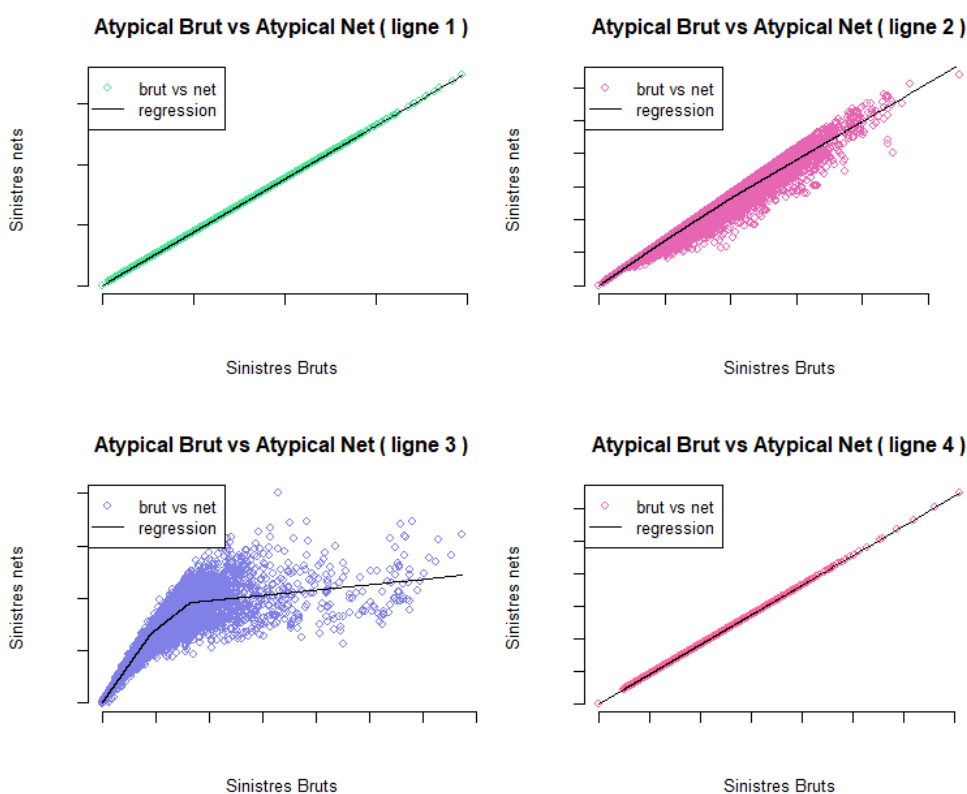 Atypical Brut vs Atypical Net ( ligne 1 )
brut vs net
regression
Sinistres nets
Sinistres Bruts
Atypical Brut vs Atypical Net ( ligne 2 )
brut vs net
regression
Sinistres nets
Sinistres Bruts
Atypical Brut vs Atypical Net ( ligne 3 )
brut vs net
regression
Sinistres nets
Sinistres Bruts
Atypical Brut vs Atypical Net ( ligne 4 )
brut vs net
regression
Sinistres nets
Sinistres Bruts